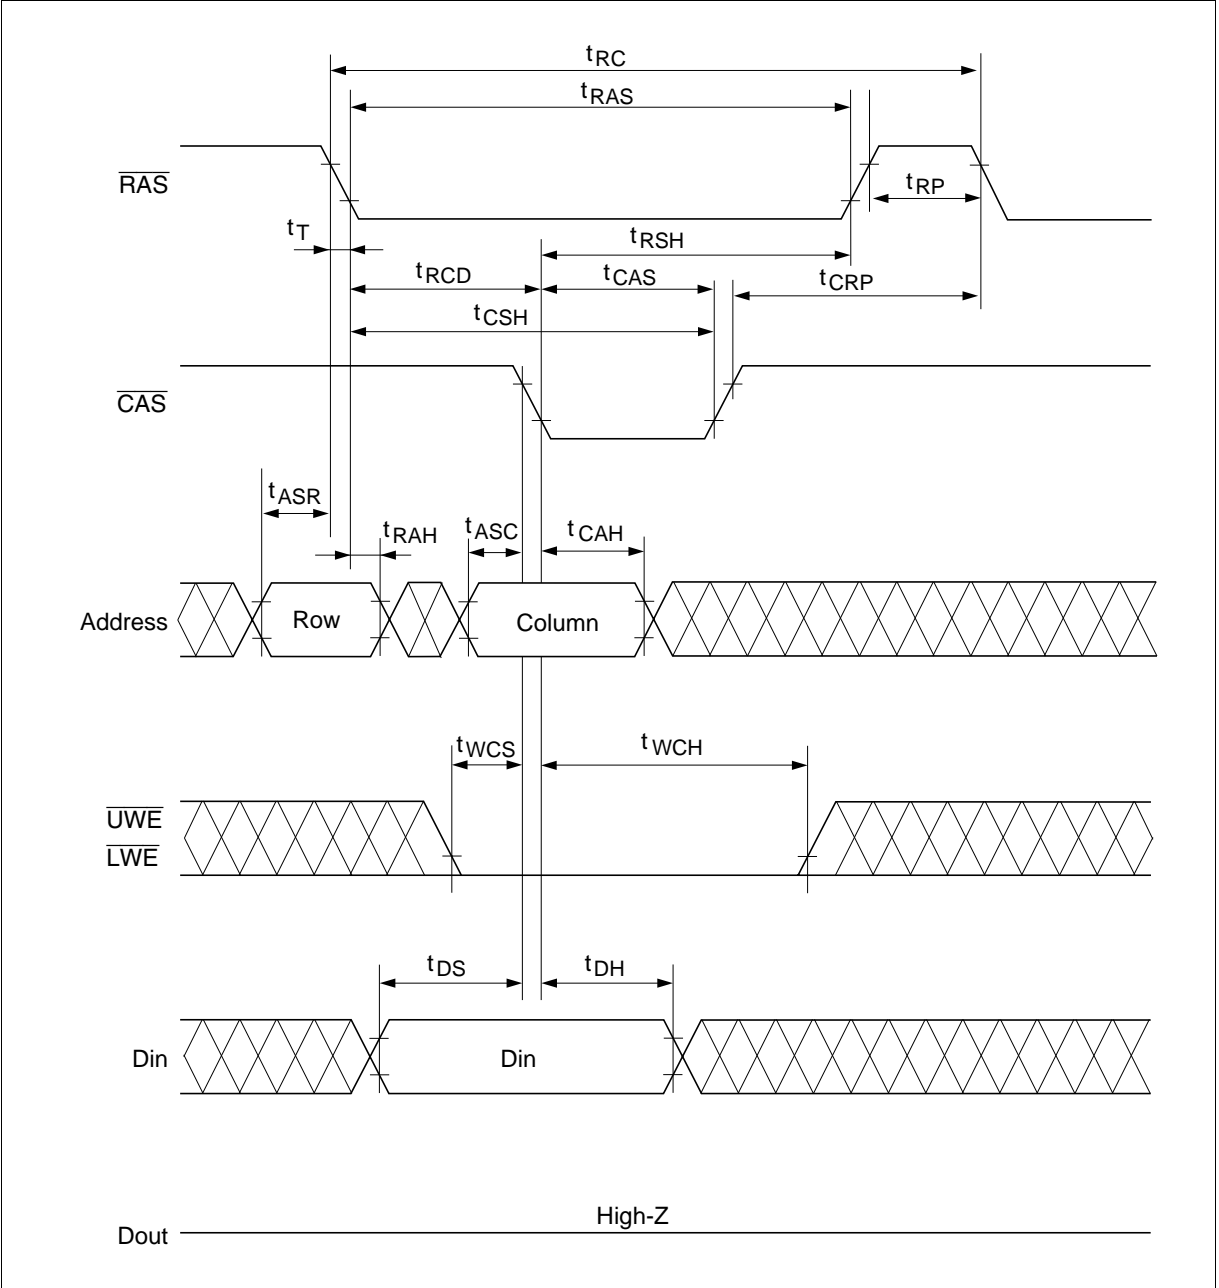 tRC
tRAS
RAS
tRP
tT
tRSH
tRCD
tCAS
tCRP
tCSH
CAS
tASR
tRAH
tASC
tCAH
Address
Row
Column
tWCS
tWCH
UWE
LWE
tDS
tDH
Din
Din
High-Z
Dout